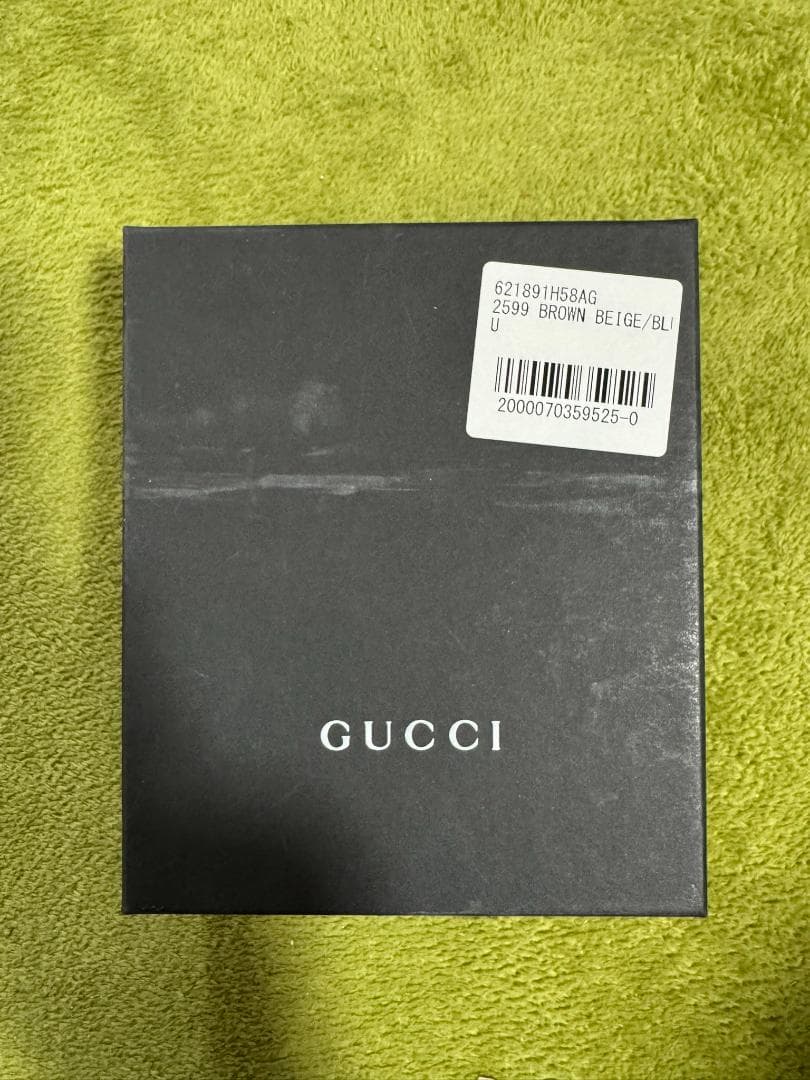 621891H58AG
2599 BROWN BEIGE/BL
U
2000070359525-0
GUCCI